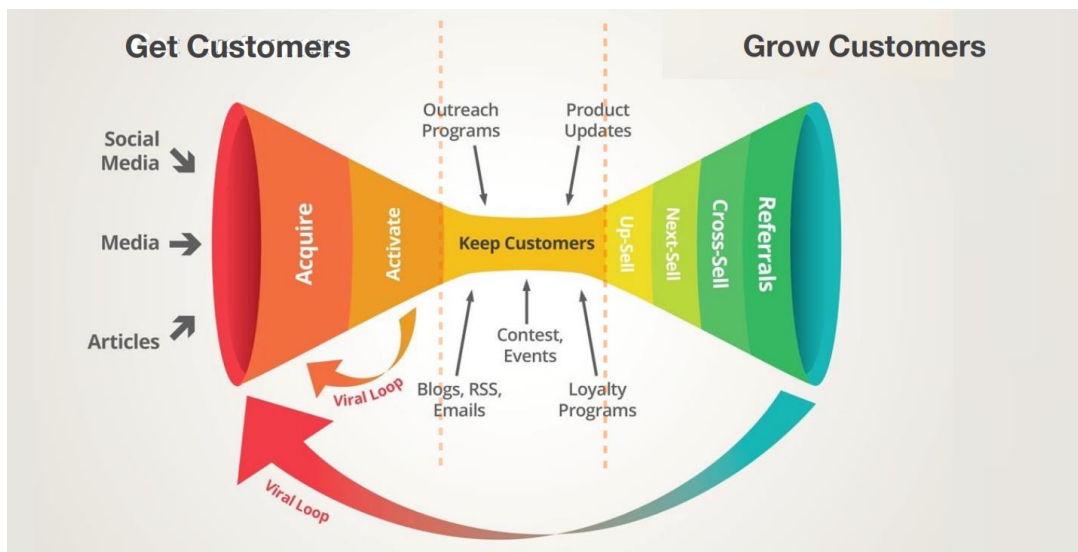 Get Customers
Grow Customers
Social
Media
Media
Articles
Acquire
Activate
Outreach
Programs
Product
Updates
Keep Customers
Blogs, RSS,
Emails
Contest,
Events
Loyalty
Programs
Up-Sell
Next-Sell
Cross-Sell
Referrals
Viral Loop
Viral Loop